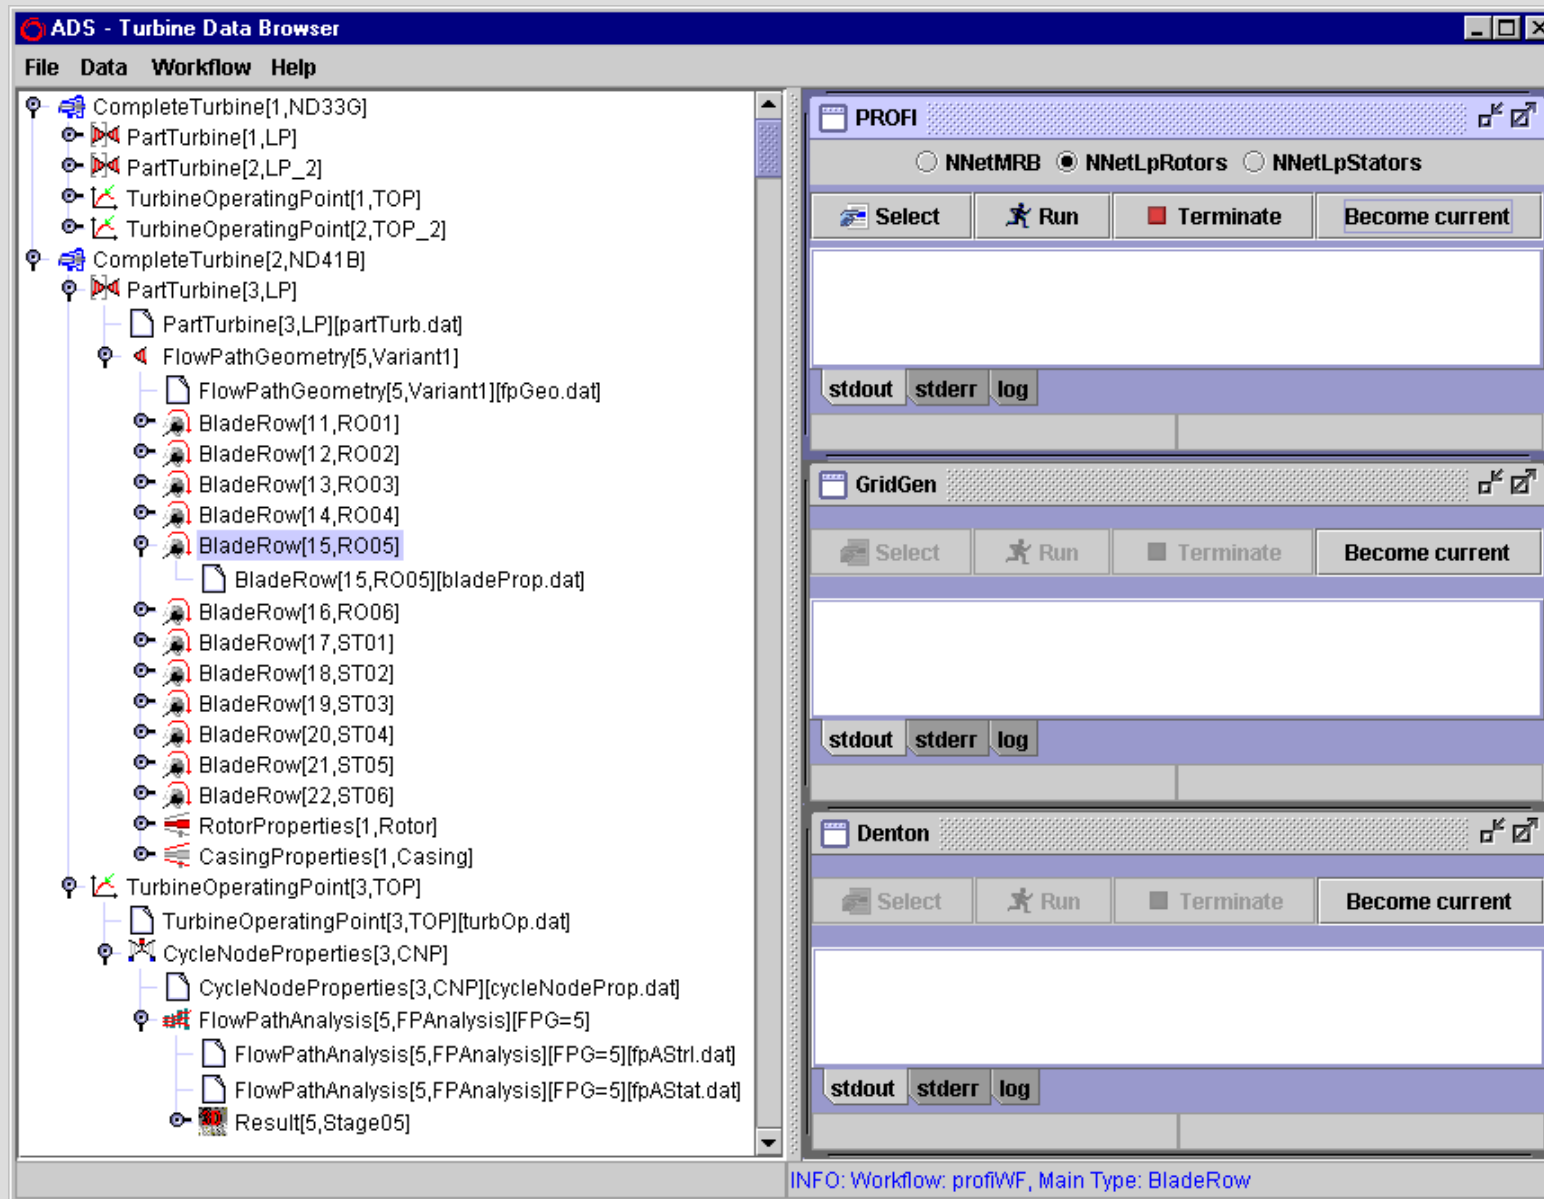 ADS - Turbine Data Browser
File Data Workflow Help
CompleteTurbine[1,ND33G]
PartTurbine[1,LP]
PartTurbine[2,LP_2]
TurbineOperatingPoint[1,TOP]
TurbineOperatingPoint[2,TOP_2]
CompleteTurbine[2,ND41B]
PartTurbine[3,LP]
PartTurbine[3,LP][partTurb.dat]
FlowPathGeometry[5,Variant1]
FlowPathGeometry[5,Variant1][fpGeo.dat]
BladeRow[11,RO01]
BladeRow[12,RO02]
BladeRow[13,RO03]
BladeRow[14,RO04]
BladeRow[15,RO05]
BladeRow[15,RO05][bladeProp.dat]
BladeRow[16,RO06]
BladeRow[17,ST01]
BladeRow[18,ST02]
BladeRow[19,ST03]
BladeRow[20,ST04]
BladeRow[21,ST05]
BladeRow[22,ST06]
RotorProperties[1,Rotor]
CasingProperties[1,Casing]
TurbineOperatingPoint[3,TOP]
TurbineOperatingPoint[3,TOP][turbOp.dat]
CycleNodeProperties[3,CNP]
CycleNodeProperties[3,CNP][cycleNodeProp.dat]
FlowPathAnalysis[5,FPAnalysis][FPG=5]
FlowPathAnalysis[5,FPAnalysis][FPG=5][fpAStrl.dat]
FlowPathAnalysis[5,FPAnalysis][FPG=5][fpAStat.dat]
3D Result[5,Stage05]
PROFI
NNetMRB NNetLpRotors NNetLpStators
Select Run Terminate Become current
stdout stderr log
GridGen
Select Run Terminate Become current
stdout stderr log
Denton
Select Run Terminate Become current
stdout stderr log
INFO: Workflow: profiWF, Main Type: BladeRow